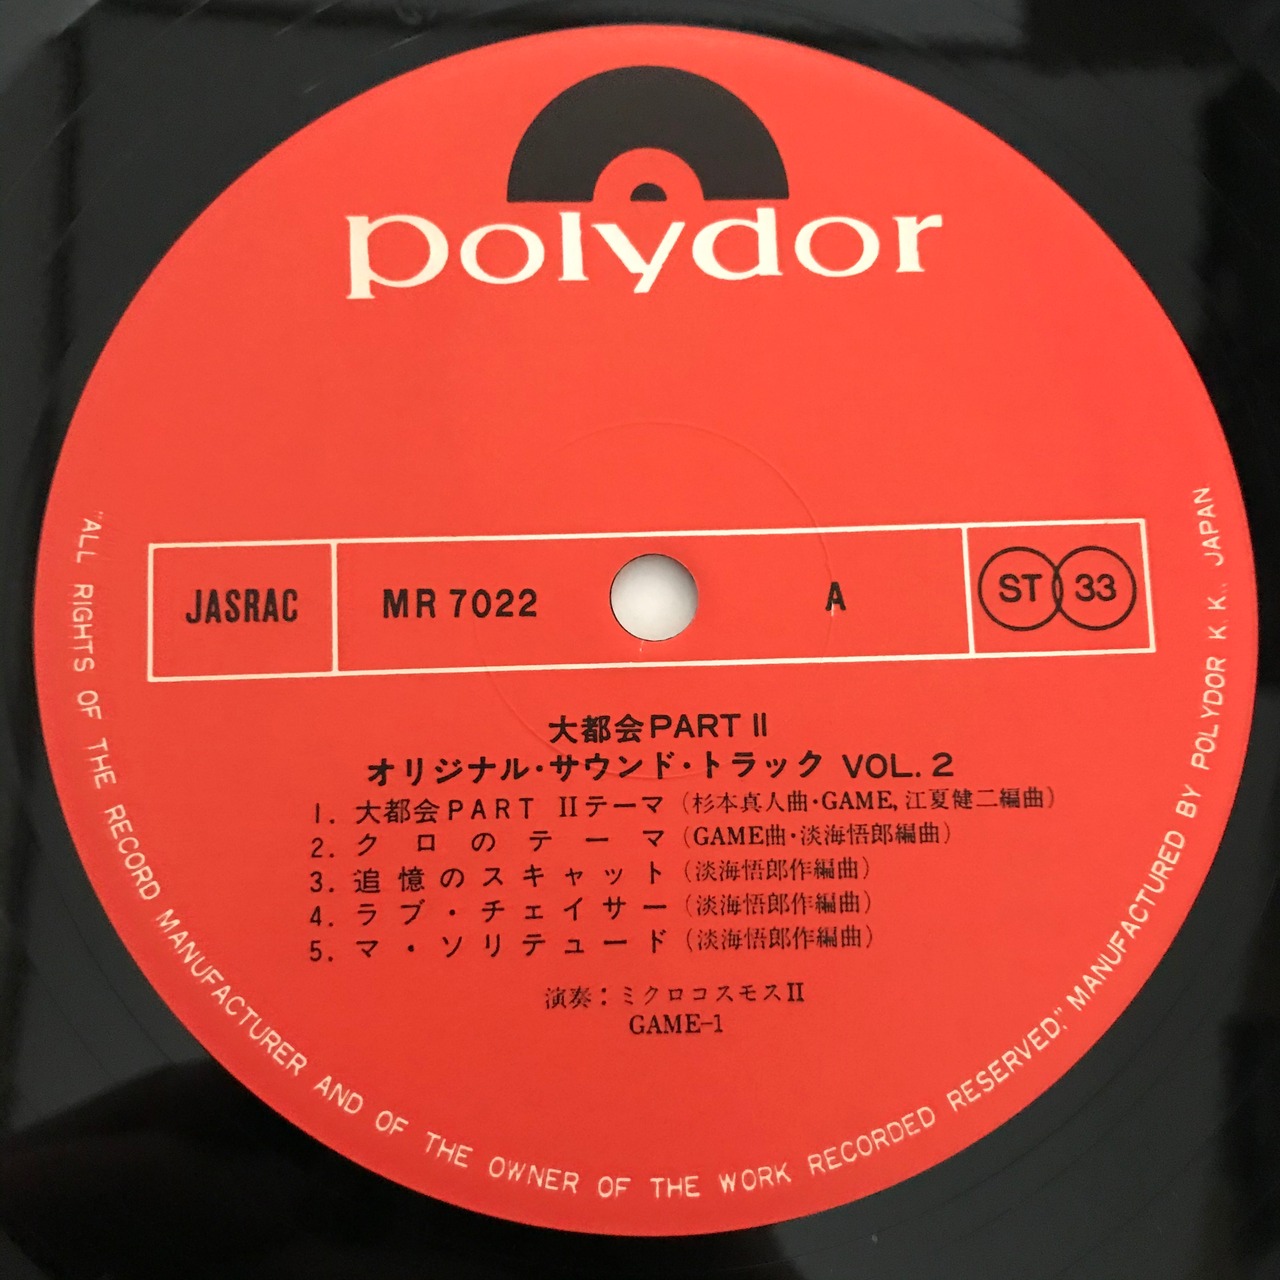 polydor
JASRAC
MR 7022
A
ST 33
大都会PART II
オリジナル・サウンド・トラック VOL. 2
1. 大都会PART IIテーマ (杉本真人曲・GAME, 江夏健二編曲)
2. クロのテーマ (GAME曲・淡海悟郎編曲)
3. 追憶のスキャット (淡海悟郎作編曲)
4. ラブ・チェイサー (淡海悟郎作編曲)
5. マ・ソリテュード (淡海悟郎作編曲)
演奏: ミクロコスモスII
GAME-1
"ALL RIGHTS OF THE RECORD MANUFACTURER AND OF THE OWNER OF THE WORK RECORDED RESERVED," MANUFACTURED BY POLYDOR K. K. JAPAN